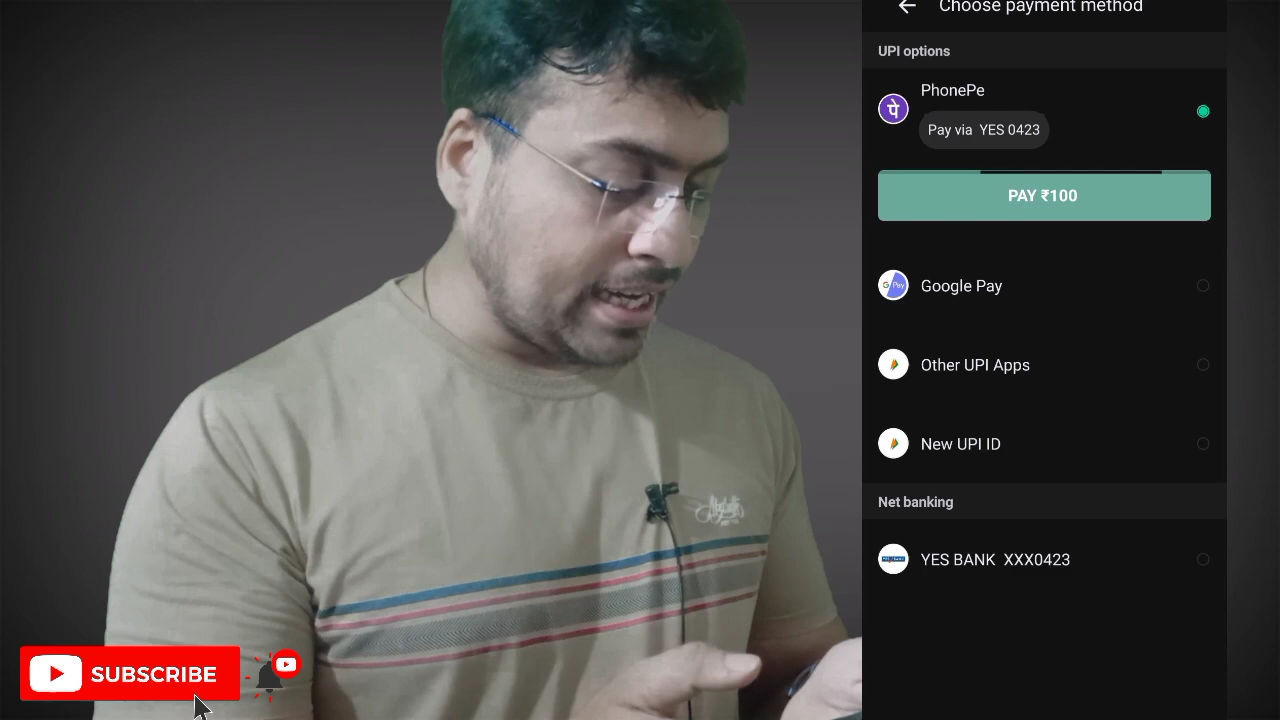 Choose payment method
UPI options
पे
PhonePe
Pay via YES 0423
PAY ₹100
G Pay
Google Pay
Other UPI Apps
New UPI ID
Net banking
YES BANK XXX0423
SUBSCRIBE